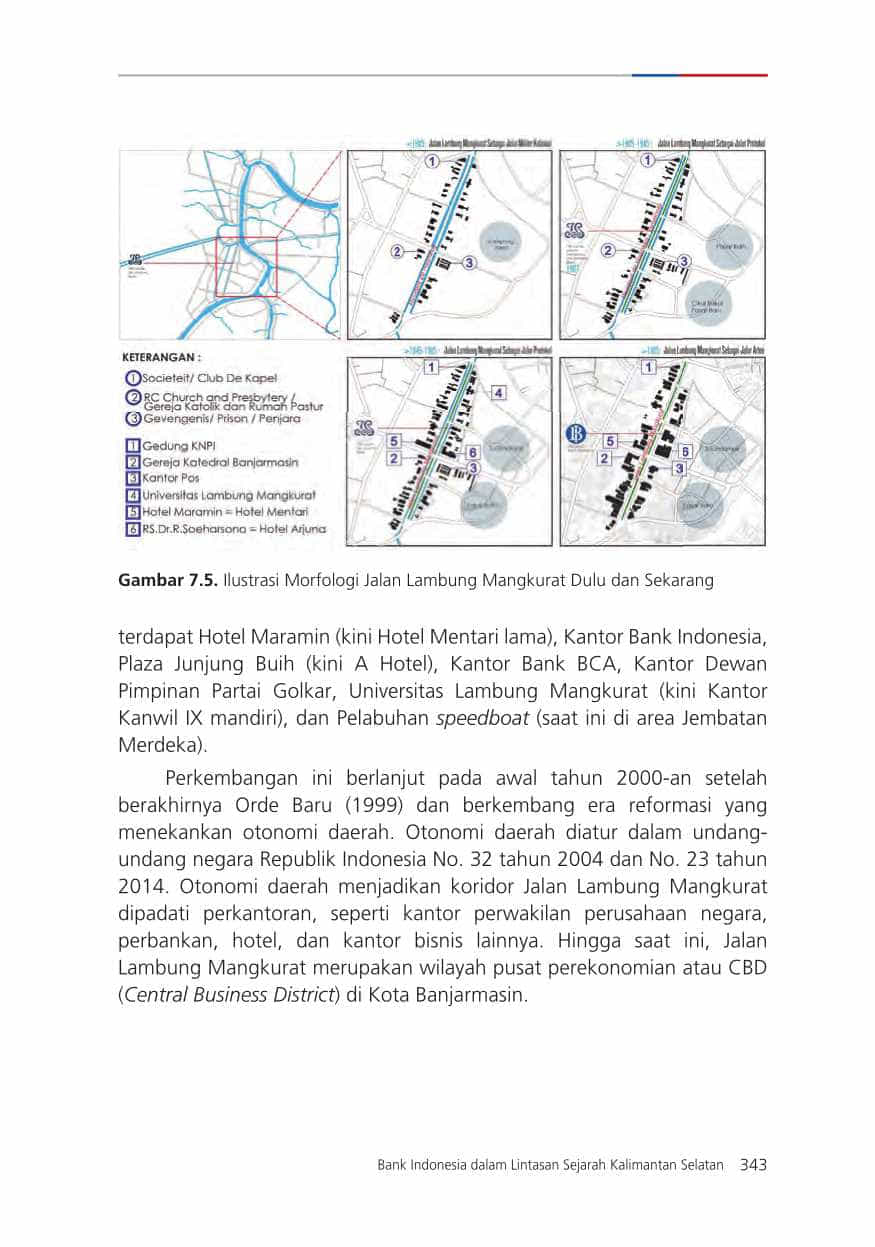 Jalan Lambung Mangkurat Sebagai Jalur Militer Kolonial
Jalan Lambung Mangkurat Sebagai Jalur Protokol
1
2
3
1
2
3
1907
Pasar Baru
KETERANGAN :
1 Societeit/ Club De Kapel
2 RC Church and Presbytery /
Gereja Katolik dan Rumah Pastur
3 Gevengenis/ Prison / Penjara
1 Gedung KNPI
2 Gereja Katedral Banjarmasin
3 Kantor Pos
4 Universitas Lambung Mangkurat
5 Hotel Maramin = Hotel Mentari
6 RS.Dr.R.Soeharsono = Hotel Arjuna
Jalan Lambung Mangkurat Sebagai Jalur Protokol
Jalan Lambung Mangkurat Sebagai Jalur Arteri
1
4
5
2
6
3
1
5
2
6
3
Gambar 7.5. Ilustrasi Morfologi Jalan Lambung Mangkurat Dulu dan Sekarang
terdapat Hotel Maramin (kini Hotel Mentari lama), Kantor Bank Indonesia,
Plaza Junjung Buih (kini A Hotel), Kantor Bank BCA, Kantor Dewan
Pimpinan Partai Golkar, Universitas Lambung Mangkurat (kini Kantor
Kanwil IX mandiri), dan Pelabuhan speedboat (saat ini di area Jembatan
Merdeka).
Perkembangan ini berlanjut pada awal tahun 2000-an setelah
berakhirnya Orde Baru (1999) dan berkembang era reformasi yang
menekankan otonomi daerah. Otonomi daerah diatur dalam undang-
undang negara Republik Indonesia No. 32 tahun 2004 dan No. 23 tahun
2014. Otonomi daerah menjadikan koridor Jalan Lambung Mangkurat
dipadati perkantoran, seperti kantor perwakilan perusahaan negara,
perbankan, hotel, dan kantor bisnis lainnya. Hingga saat ini, Jalan
Lambung Mangkurat merupakan wilayah pusat perekonomian atau CBD
(Central Business District) di Kota Banjarmasin.
Bank Indonesia dalam Lintasan Sejarah Kalimantan Selatan 343